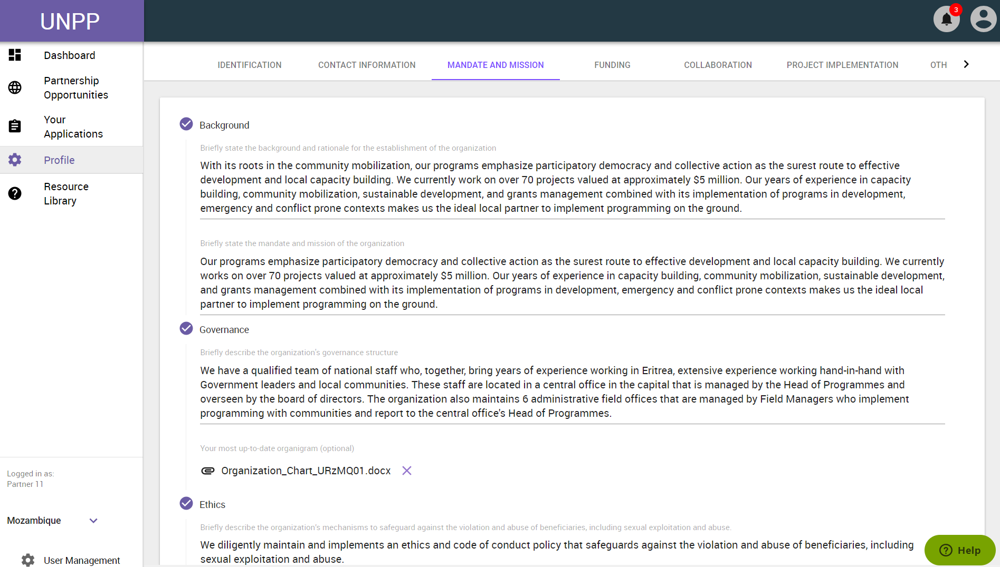 UNPP
3
Dashboard
Partnership
Opportunities
Your
Applications
Profile
Resource
Library
Logged in as:
Partner 11
Mozambique
User Management
IDENTIFICATION
CONTACT INFORMATION
MANDATE AND MISSION
FUNDING
COLLABORATION
PROJECT IMPLEMENTATION
OTH
Background
Briefly state the background and rationale for the establishment of the organization
With its roots in the community mobilization, our programs emphasize participatory democracy and collective action as the surest route to effective
development and local capacity building. We currently work on over 70 projects valued at approximately $5 million. Our years of experience in capacity
building, community mobilization, sustainable development, and grants management combined with its implementation of programs in development,
emergency and conflict prone contexts makes us the ideal local partner to implement programming on the ground.
Briefly state the mandate and mission of the organization
Our programs emphasize participatory democracy and collective action as the surest route to effective development and local capacity building. We currently
works on over 70 projects valued at approximately $5 million. Our years of experience in capacity building, community mobilization, sustainable development,
and grants management combined with its implementation of programs in development, emergency and conflict prone contexts makes us the ideal local
partner to implement programming on the ground.
Governance
Briefly describe the organization's governance structure
We have a qualified team of national staff who, together, bring years of experience working in Eritrea, extensive experience working hand-in-hand with
Government leaders and local communities. These staff are located in a central office in the capital that is managed by the Head of Programmes and
overseen by the board of directors. The organization also maintains 6 administrative field offices that are managed by Field Managers who implement
programming with communities and report to the central office's Head of Programmes.
Your most up-to-date organigram (optional)
Organization_Chart_URzMQ01.docx
Ethics
Briefly describe the organization's mechanisms to safeguard against the violation and abuse of beneficiaries, including sexual exploitation and abuse.
We diligently maintain and implements an ethics and code of conduct policy that safeguards against the violation and abuse of beneficiaries, including
sexual exploitation and abuse.
Help